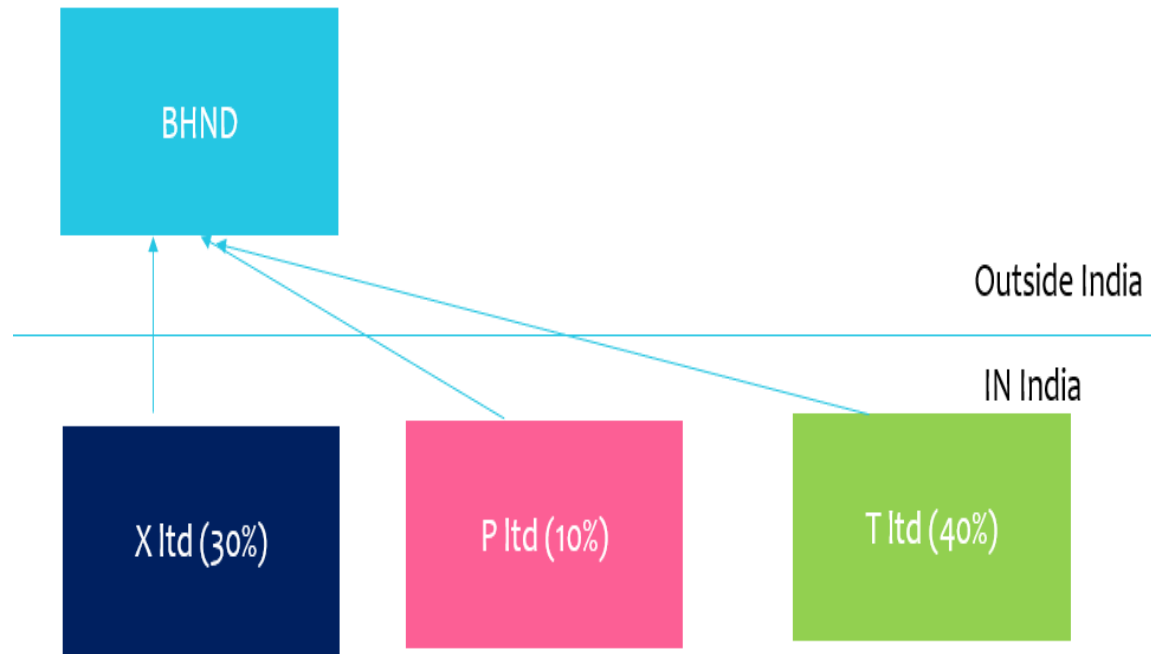 BHND
Outside India
IN India
X ltd (30%)
P ltd (10%)
T ltd (40%)